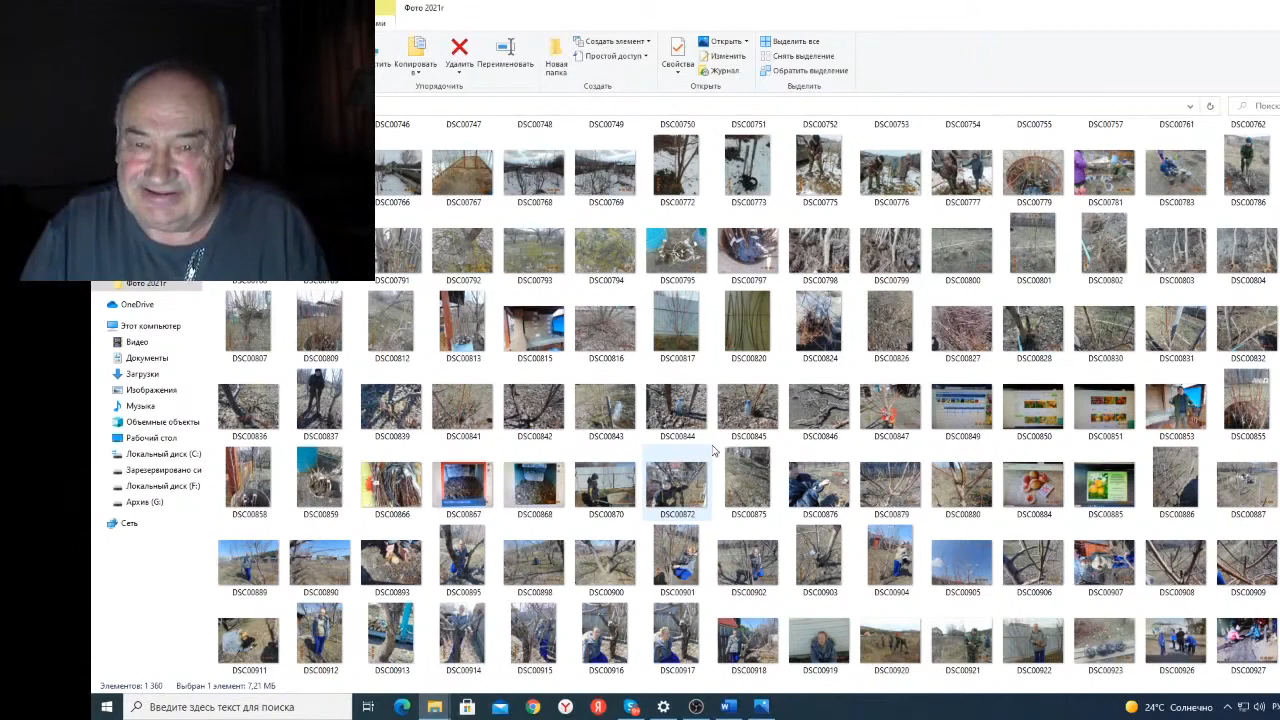 Фото 2021г
Копировать
в
Удалить
Переименовать
Новая
папка
Создать элемент
Простой доступ
Свойства
Открыть
Изменить
Журнал
Выделить все
Снять выделение
Обратить выделение
Упорядочить
Создать
Открыть
Выделить
Поиск
DSC00746 DSC00747 DSC00748 DSC00749 DSC00750 DSC00751 DSC00752 DSC00753 DSC00754 DSC00755 DSC00757 DSC00761 DSC00762
DSC00766 DSC00767 DSC00768 DSC00769 DSC00772 DSC00773 DSC00775 DSC00776 DSC00777 DSC00779 DSC00781 DSC00783 DSC00786
DSC00791 DSC00792 DSC00793 DSC00794 DSC00795 DSC00797 DSC00798 DSC00799 DSC00800 DSC00801 DSC00802 DSC00803 DSC00804
Фото 2021г
OneDrive
Этот компьютер
Видео
Документы
Загрузки
Изображения
Музыка
Объемные объекты
Рабочий стол
Локальный диск (C:)
Зарезервировано си
Локальный диск (F:)
Архив (G:)
Сеть
DSC00807 DSC00809 DSC00812 DSC00813 DSC00815 DSC00816 DSC00817 DSC00820 DSC00824 DSC00826 DSC00827 DSC00828 DSC00830 DSC00831 DSC00832
DSC00836 DSC00837 DSC00839 DSC00841 DSC00842 DSC00843 DSC00844 DSC00845 DSC00846 DSC00847 DSC00849 DSC00850 DSC00851 DSC00853 DSC00855
DSC00858 DSC00859 DSC00866 DSC00867 DSC00868 DSC00870 DSC00872 DSC00875 DSC00876 DSC00879 DSC00880 DSC00884 DSC00885 DSC00886 DSC00887
DSC00889 DSC00890 DSC00893 DSC00895 DSC00898 DSC00900 DSC00901 DSC00902 DSC00903 DSC00904 DSC00905 DSC00906 DSC00907 DSC00908 DSC00909
DSC00911 DSC00912 DSC00913 DSC00914 DSC00915 DSC00916 DSC00917 DSC00918 DSC00919 DSC00920 DSC00921 DSC00922 DSC00923 DSC00926 DSC00927
Элементов: 1 360 Выбран 1 элемент: 7,21 МБ
Введите здесь текст для поиска
24°C Солнечно